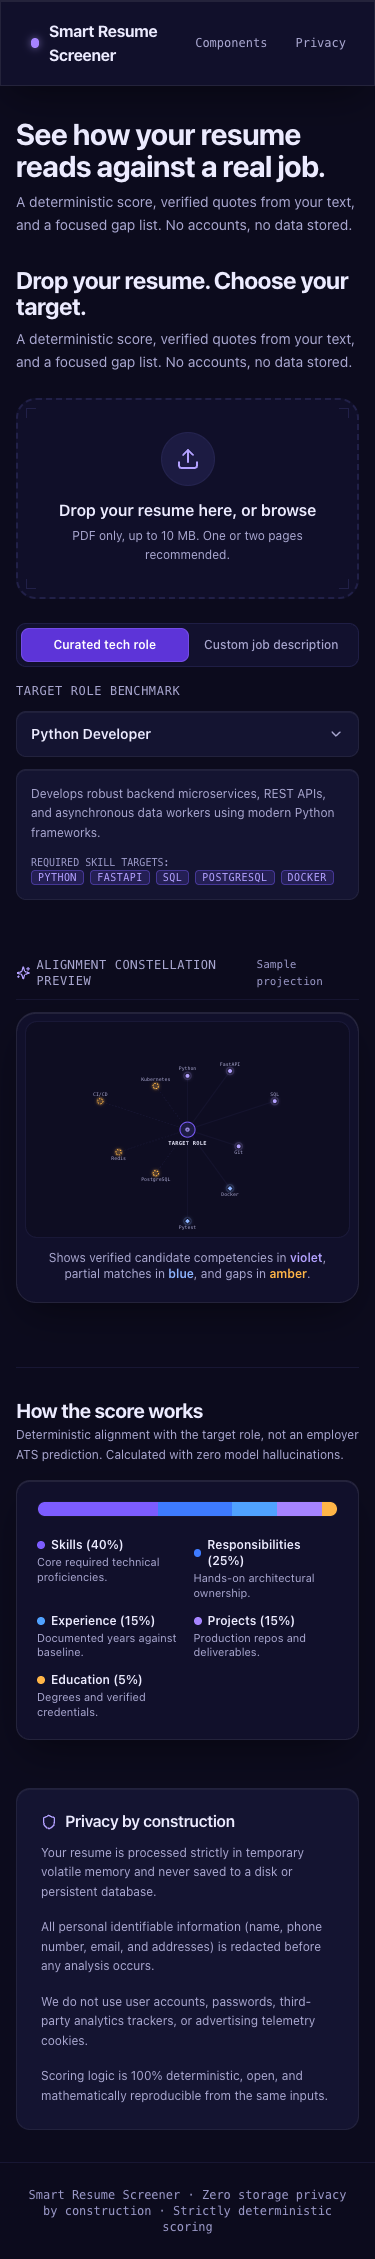 Smart Resume
Screener
Components
Privacy
See how your resume
reads against a real job.
A deterministic score, verified quotes from your text,
and a focused gap list. No accounts, no data stored.
Drop your resume. Choose your
target.
A deterministic score, verified quotes from your text,
and a focused gap list. No accounts, no data stored.
Drop your resume here, or browse
PDF only, up to 10 MB. One or two pages
recommended.
Curated tech role
Custom job description
TARGET ROLE BENCHMARK
Python Developer
Develops robust backend microservices, REST APIs,
and asynchronous data workers using modern Python
frameworks.
REQUIRED SKILL TARGETS:
PYTHON FASTAPI SQL POSTGRESQL DOCKER
ALIGNMENT CONSTELLATION
PREVIEW
Sample
projection
FastAPI
Python
Kubernetes
CI/CD
SQL
TARGET ROLE
Git
Redis
PostgreSQL
Docker
Pytest
Shows verified candidate competencies in violet,
partial matches in blue, and gaps in amber.
How the score works
Deterministic alignment with the target role, not an employer
ATS prediction. Calculated with zero model hallucinations.
Skills (40%)
Core required technical
proficiencies.
Responsibilities
(25%)
Hands-on architectural
ownership.
Experience (15%)
Documented years against
baseline.
Projects (15%)
Production repos and
deliverables.
Education (5%)
Degrees and verified
credentials.
Privacy by construction
Your resume is processed strictly in temporary
volatile memory and never saved to a disk or
persistent database.
All personal identifiable information (name, phone
number, email, and addresses) is redacted before
any analysis occurs.
We do not use user accounts, passwords, third-
party analytics trackers, or advertising telemetry
cookies.
Scoring logic is 100% deterministic, open, and
mathematically reproducible from the same inputs.
Smart Resume Screener · Zero storage privacy
by construction · Strictly deterministic
scoring